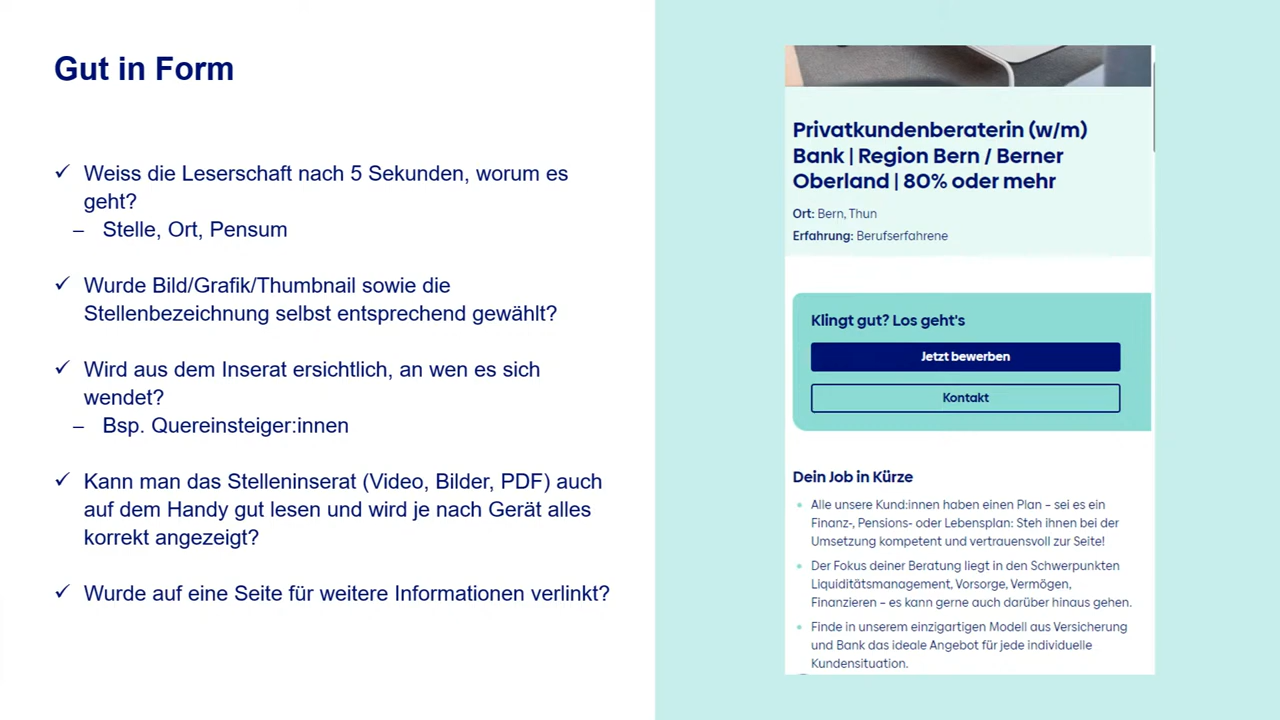 Gut in Form
✓ Weiss die Leserschaft nach 5 Sekunden, worum es
geht?
– Stelle, Ort, Pensum
✓ Wurde Bild/Grafik/Thumbnail sowie die
Stellenbezeichnung selbst entsprechend gewählt?
✓ Wird aus dem Inserat ersichtlich, an wen es sich
wendet?
– Bsp. Quereinsteiger:innen
✓ Kann man das Stelleninserat (Video, Bilder, PDF) auch
auf dem Handy gut lesen und wird je nach Gerät alles
korrekt angezeigt?
✓ Wurde auf eine Seite für weitere Informationen verlinkt?
Privatkundenberaterin (w/m)
Bank | Region Bern / Berner
Oberland | 80% oder mehr
Ort: Bern, Thun
Erfahrung: Berufserfahrene
Klingt gut? Los geht's
Jetzt bewerben
Kontakt
Dein Job in Kürze
• Alle unsere Kund:innen haben einen Plan – sei es ein
Finanz-, Pensions- oder Lebensplan: Steh ihnen bei der
Umsetzung kompetent und vertrauensvoll zur Seite!
• Der Fokus deiner Beratung liegt in den Schwerpunkten
Liquiditätsmanagement, Vorsorge, Vermögen,
Finanzieren – es kann gerne auch darüber hinaus gehen.
• Finde in unserem einzigartigen Modell aus Versicherung
und Bank das ideale Angebot für jede individuelle
Kundensituation.